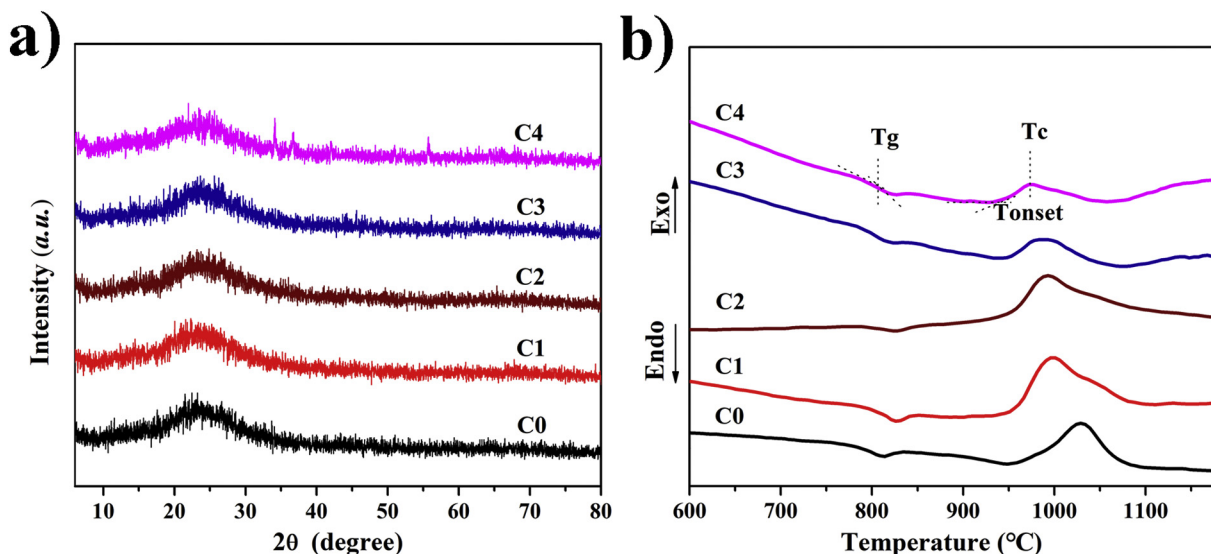 a)
Intensity (a.u.)
C4
C3
C2
C1
C0
10 20 30 40 50 60 70 80
2θ (degree)
b)
Exo
Endo
C4
Tg
Tc
C3
Tonset
C2
C1
C0
600 700 800 900 1000 1100
Temperature (°C)